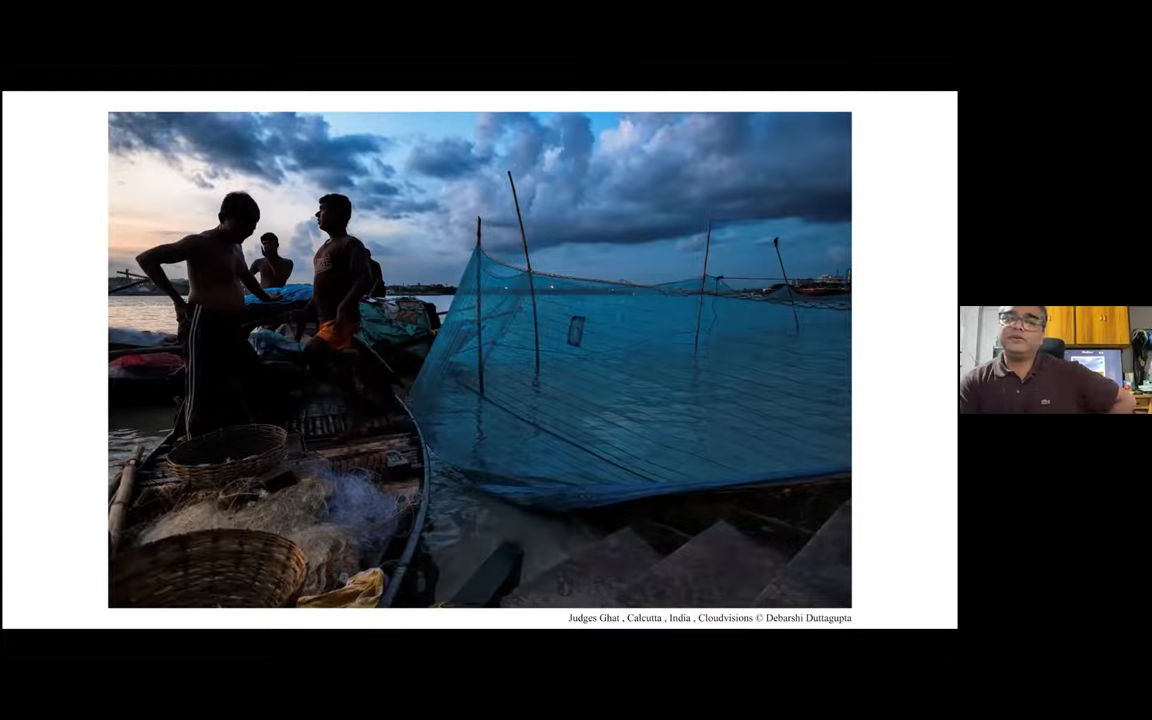 Judges Ghat , Calcutta , India , Cloudvisions © Debarshi Duttagupta